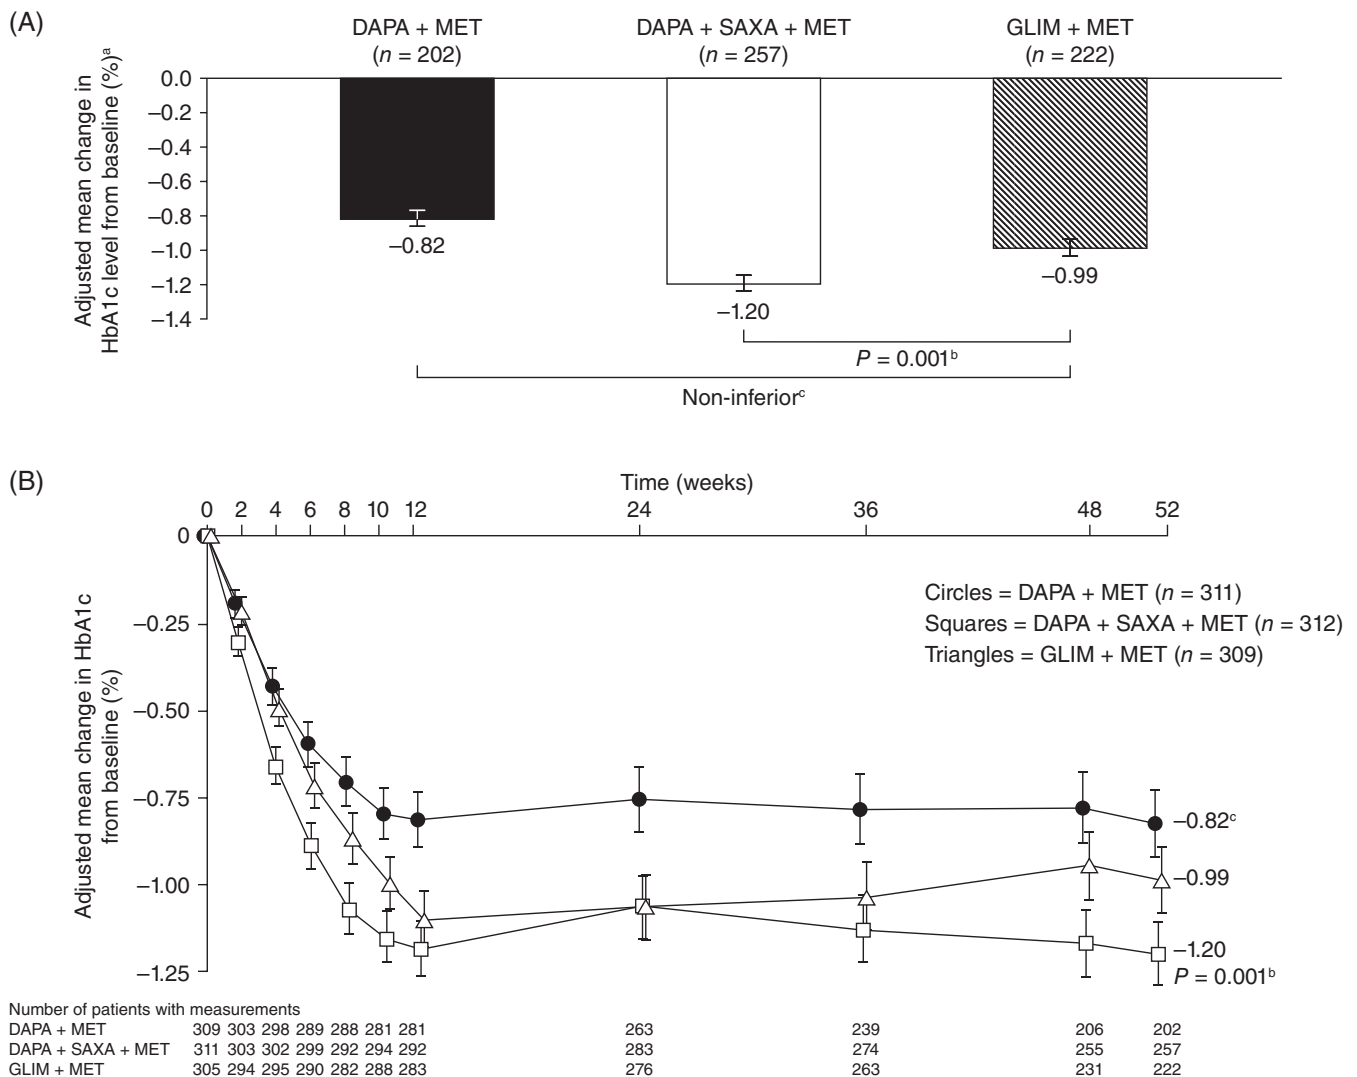 (A)
DAPA + MET
(n = 202)
DAPA + SAXA + MET
(n = 257)
GLIM + MET
(n = 222)
Adjusted mean change in
HbA1c level from baseline (%)ᵃ
0.0
−0.2
−0.4
−0.6
−0.8
−1.0
−1.2
−1.4
−0.82
−1.20
−0.99
P = 0.001ᵇ
Non-inferiorᶜ
(B)
Time (weeks)
0 2 4 6 8 10 12 24 36 48 52
Adjusted mean change in HbA1c
from baseline (%)
0
−0.25
−0.50
−0.75
−1.00
−1.25
Circles = DAPA + MET (n = 311)
Squares = DAPA + SAXA + MET (n = 312)
Triangles = GLIM + MET (n = 309)
−0.82ᶜ
−0.99
−1.20
P = 0.001ᵇ
Number of patients with measurements
DAPA + MET 309 303 298 289 288 281 281 263 239 206 202
DAPA + SAXA + MET 311 303 302 299 292 294 292 283 274 255 257
GLIM + MET 305 294 295 290 282 288 283 276 263 231 222